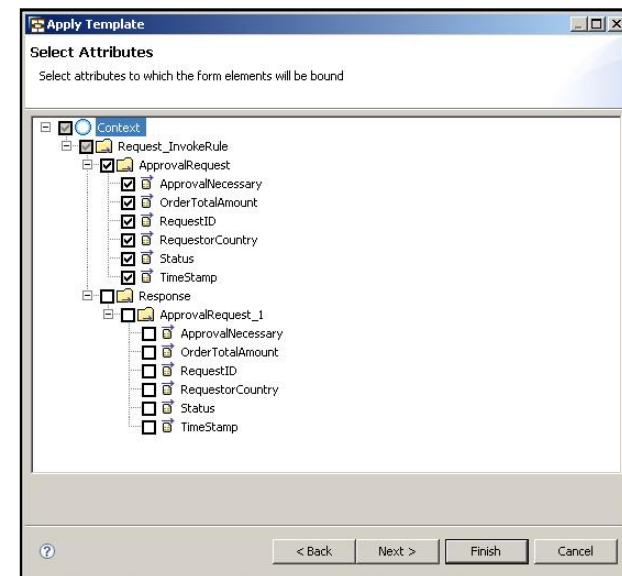 Apply Template
Select Attributes
Select attributes to which the form elements will be bound
Context
Request_InvokeRule
ApprovalRequest
ApprovalNecessary
OrderTotalAmount
RequestID
RequestorCountry
Status
TimeStamp
Response
ApprovalRequest_1
ApprovalNecessary
OrderTotalAmount
RequestID
RequestorCountry
Status
TimeStamp
? < Back Next > Finish Cancel